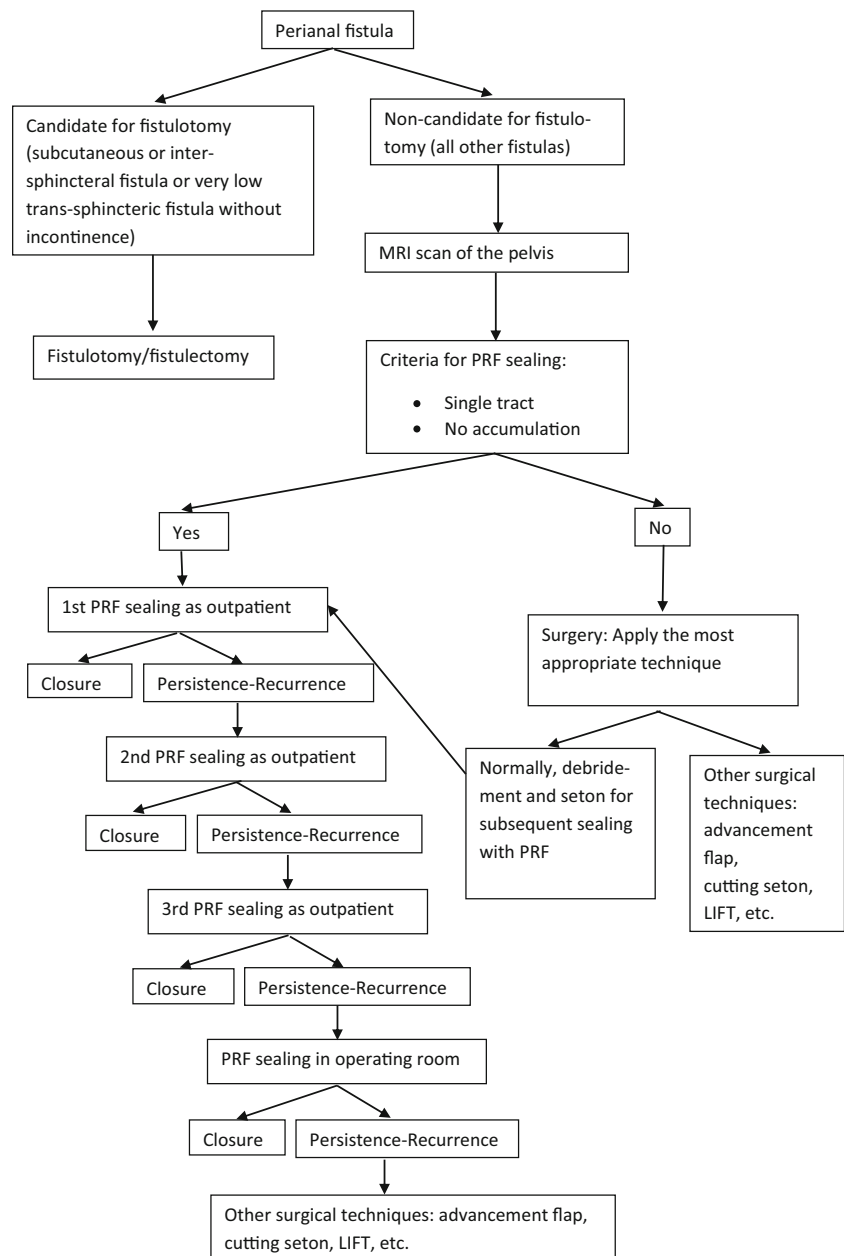 Perianal fistula
Candidate for fistulotomy
(subcutaneous or inter-
sphincteral fistula or very low
trans-sphincteric fistula without
incontinence)
Non-candidate for fistulo-
tomy (all other fistulas)
MRI scan of the pelvis
Fistulotomy/fistulectomy
Criteria for PRF sealing:
• Single tract
• No accumulation
Yes
No
1st PRF sealing as outpatient
Surgery: Apply the most
appropriate technique
Closure
Persistence-Recurrence
2nd PRF sealing as outpatient
Normally, debride-
ment and seton for
subsequent sealing
with PRF
Other surgical
techniques:
advancement
flap,
cutting seton,
LIFT, etc.
Closure
Persistence-Recurrence
3rd PRF sealing as outpatient
Closure
Persistence-Recurrence
PRF sealing in operating room
Closure
Persistence-Recurrence
Other surgical techniques: advancement flap,
cutting seton, LIFT, etc.